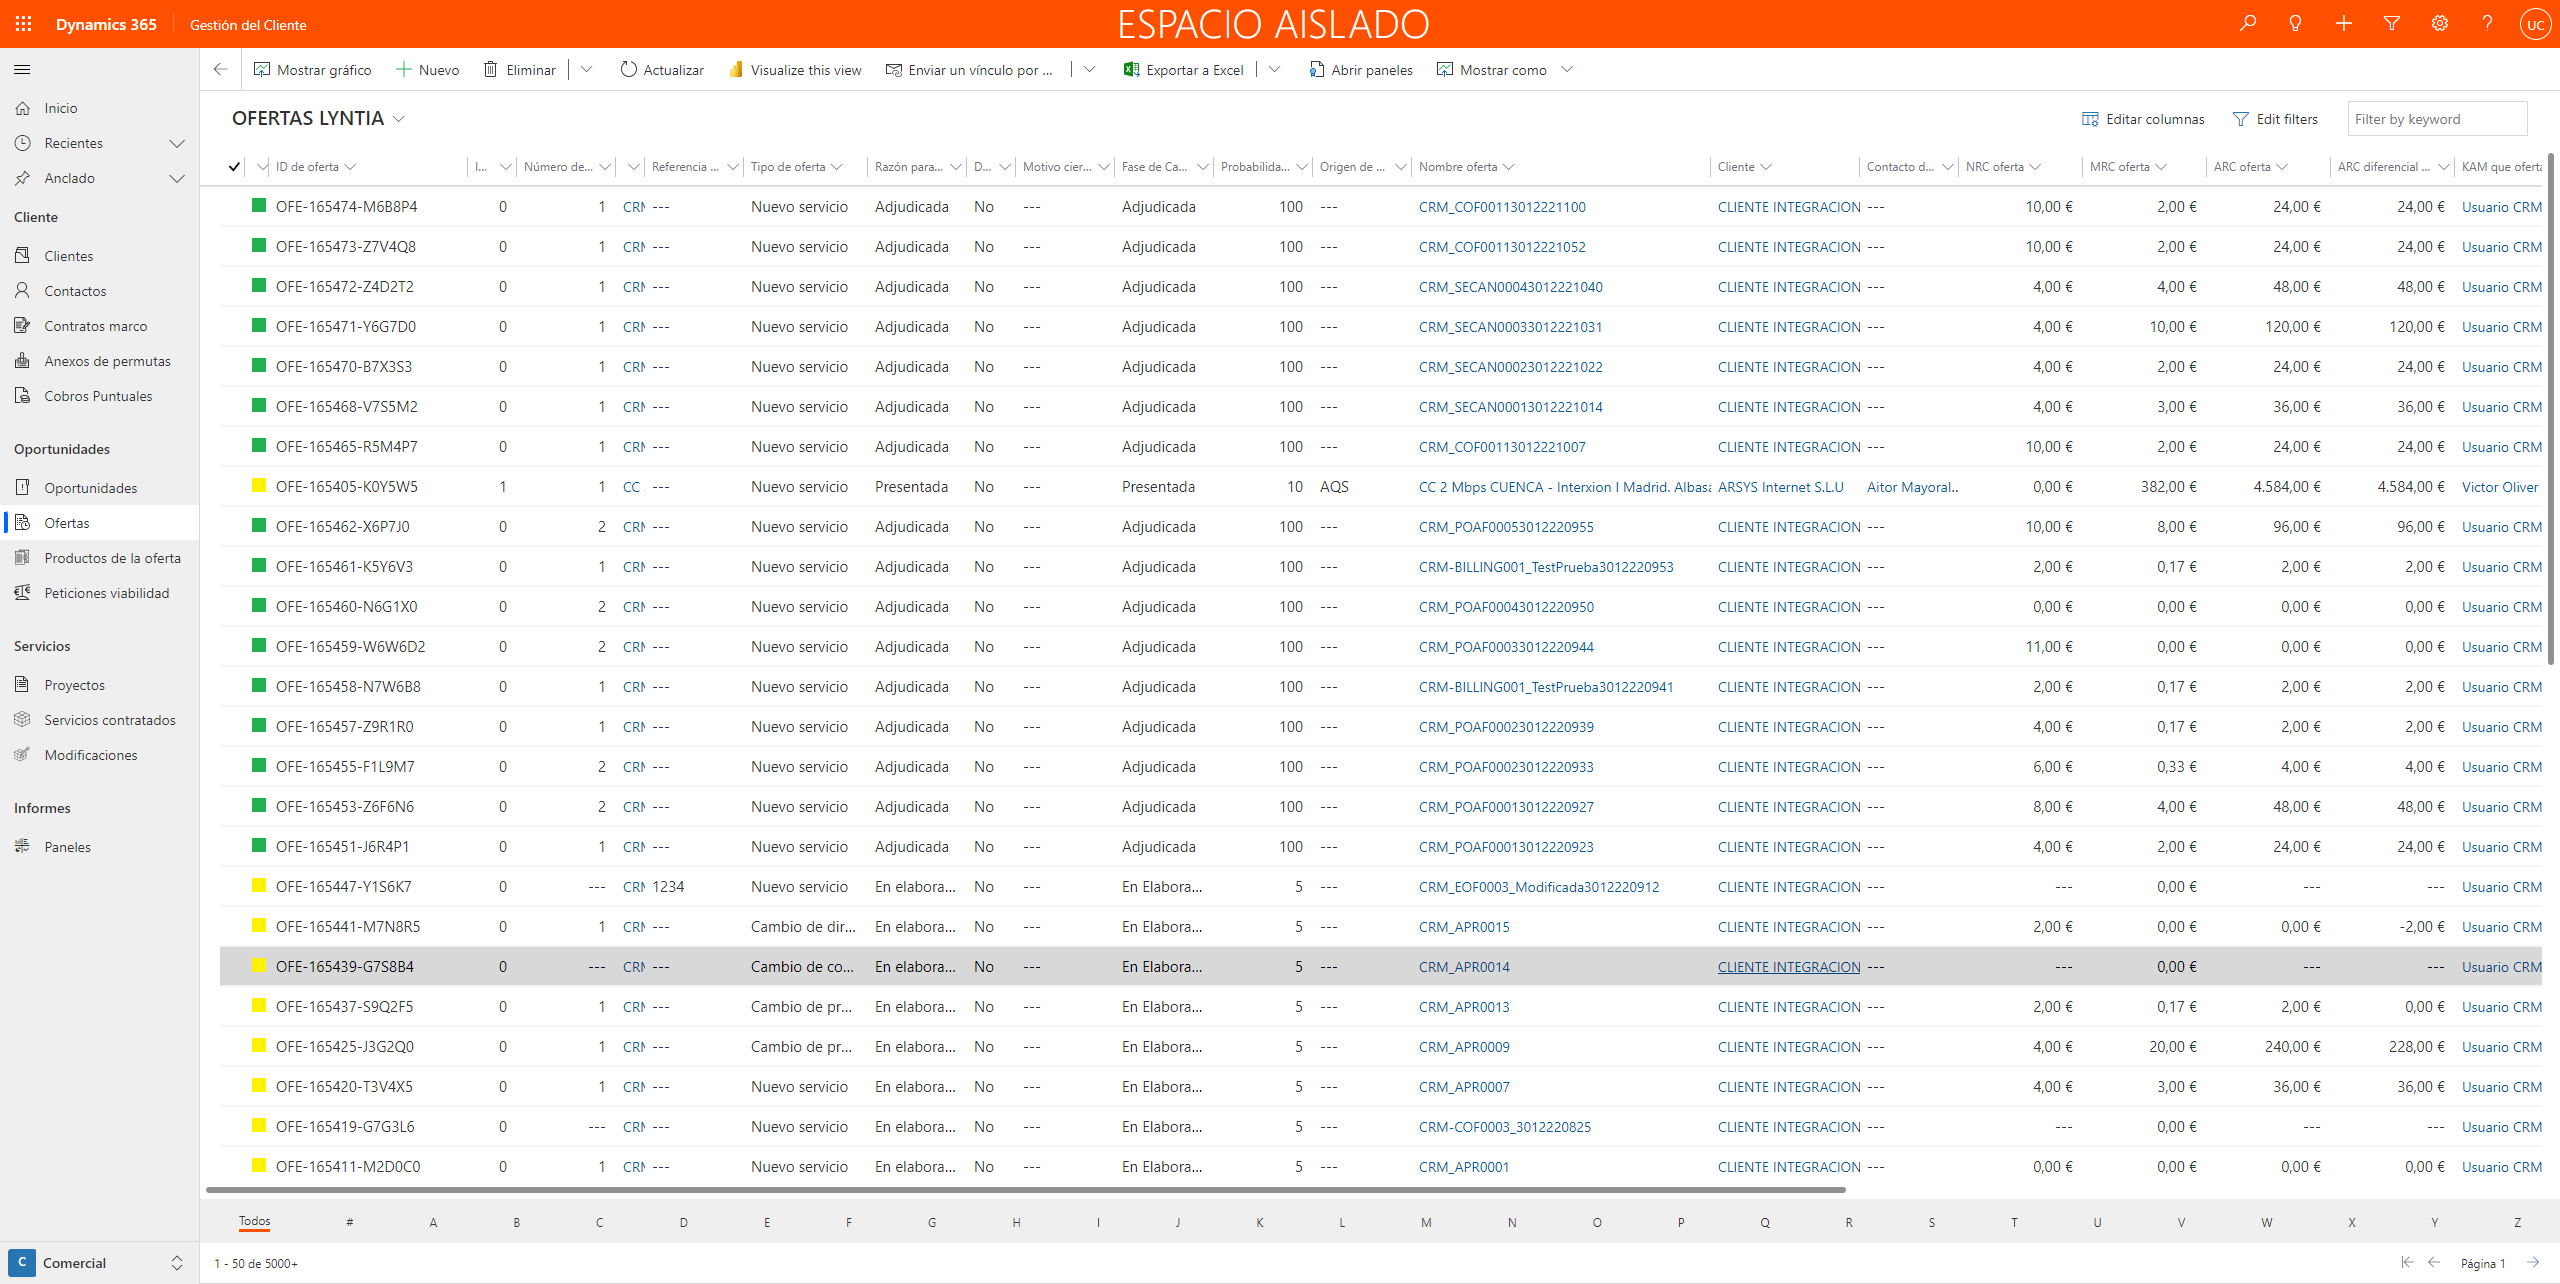 Dynamics 365 Gestión del Cliente ESPACIO AISLADO UC
Mostrar gráfico Nuevo Eliminar Actualizar Visualize this view Enviar un vínculo por ... Exportar a Excel Abrir paneles Mostrar como
Inicio
Recientes
Anclado
Cliente
Clientes
Contactos
Contratos marco
Anexos de permutas
Cobros Puntuales
Oportunidades
Oportunidades
Ofertas
Productos de la oferta
Peticiones viabilidad
Servicios
Proyectos
Servicios contratados
Modificaciones
Informes
Paneles
C Comercial
OFERTAS LYNTIA Editar columnas Edit filters Filter by keyword
ID de oferta I... Número de... Referencia ... Tipo de oferta Razón para... D... Motivo cier... Fase de Ca... Probabilida... Origen de ... Nombre oferta Cliente Contacto d... NRC oferta MRC oferta ARC oferta ARC diferencial ... KAM que oferta
OFE-165474-M6B8P4 0 1 CRM --- Nuevo servicio Adjudicada No --- Adjudicada 100 --- CRM_COF00113012221100 CLIENTE INTEGRACION --- 10,00 € 2,00 € 24,00 € 24,00 € Usuario CRM
OFE-165473-Z7V4Q8 0 1 CRM --- Nuevo servicio Adjudicada No --- Adjudicada 100 --- CRM_COF00113012221052 CLIENTE INTEGRACION --- 10,00 € 2,00 € 24,00 € 24,00 € Usuario CRM
OFE-165472-Z4D2T2 0 1 CRM --- Nuevo servicio Adjudicada No --- Adjudicada 100 --- CRM_SECAN00043012221040 CLIENTE INTEGRACION --- 4,00 € 4,00 € 48,00 € 48,00 € Usuario CRM
OFE-165471-Y6G7D0 0 1 CRM --- Nuevo servicio Adjudicada No --- Adjudicada 100 --- CRM_SECAN00033012221031 CLIENTE INTEGRACION --- 4,00 € 10,00 € 120,00 € 120,00 € Usuario CRM
OFE-165470-B7X3S3 0 1 CRM --- Nuevo servicio Adjudicada No --- Adjudicada 100 --- CRM_SECAN00023012221022 CLIENTE INTEGRACION --- 4,00 € 2,00 € 24,00 € 24,00 € Usuario CRM
OFE-165468-V7S5M2 0 1 CRM --- Nuevo servicio Adjudicada No --- Adjudicada 100 --- CRM_SECAN00013012221014 CLIENTE INTEGRACION --- 4,00 € 3,00 € 36,00 € 36,00 € Usuario CRM
OFE-165465-R5M4P7 0 1 CRM --- Nuevo servicio Adjudicada No --- Adjudicada 100 --- CRM_COF00113012221007 CLIENTE INTEGRACION --- 10,00 € 2,00 € 24,00 € 24,00 € Usuario CRM
OFE-165405-K0Y5W5 1 1 CC --- Nuevo servicio Presentada No --- Presentada 10 AQS CC 2 Mbps CUENCA - Interxion I Madrid. Albasa ARSYS Internet S.L.U Aitor Mayoral.. 0,00 € 382,00 € 4.584,00 € 4.584,00 € Victor Oliver
OFE-165462-X6P7J0 0 2 CRM --- Nuevo servicio Adjudicada No --- Adjudicada 100 --- CRM_POAF00053012220955 CLIENTE INTEGRACION --- 10,00 € 8,00 € 96,00 € 96,00 € Usuario CRM
OFE-165461-K5Y6V3 0 1 CRM --- Nuevo servicio Adjudicada No --- Adjudicada 100 --- CRM-BILLING001_TestPrueba3012220953 CLIENTE INTEGRACION --- 2,00 € 0,17 € 2,00 € 2,00 € Usuario CRM
OFE-165460-N6G1X0 0 2 CRM --- Nuevo servicio Adjudicada No --- Adjudicada 100 --- CRM_POAF00043012220950 CLIENTE INTEGRACION --- 0,00 € 0,00 € 0,00 € 0,00 € Usuario CRM
OFE-165459-W6W6D2 0 2 CRM --- Nuevo servicio Adjudicada No --- Adjudicada 100 --- CRM_POAF00033012220944 CLIENTE INTEGRACION --- 11,00 € 0,00 € 0,00 € 0,00 € Usuario CRM
OFE-165458-N7W6B8 0 1 CRM --- Nuevo servicio Adjudicada No --- Adjudicada 100 --- CRM-BILLING001_TestPrueba3012220941 CLIENTE INTEGRACION --- 2,00 € 0,17 € 2,00 € 2,00 € Usuario CRM
OFE-165457-Z9R1R0 0 1 CRM --- Nuevo servicio Adjudicada No --- Adjudicada 100 --- CRM_POAF00023012220939 CLIENTE INTEGRACION --- 4,00 € 0,17 € 2,00 € 2,00 € Usuario CRM
OFE-165455-F1L9M7 0 2 CRM --- Nuevo servicio Adjudicada No --- Adjudicada 100 --- CRM_POAF00023012220933 CLIENTE INTEGRACION --- 6,00 € 0,33 € 4,00 € 4,00 € Usuario CRM
OFE-165453-Z6F6N6 0 2 CRM --- Nuevo servicio Adjudicada No --- Adjudicada 100 --- CRM_POAF00013012220927 CLIENTE INTEGRACION --- 8,00 € 4,00 € 48,00 € 48,00 € Usuario CRM
OFE-165451-J6R4P1 0 1 CRM --- Nuevo servicio Adjudicada No --- Adjudicada 100 --- CRM_POAF00013012220923 CLIENTE INTEGRACION --- 4,00 € 2,00 € 24,00 € 24,00 € Usuario CRM
OFE-165447-Y1S6K7 0 --- CRM 1234 Nuevo servicio En elabora... No --- En Elabora... 5 --- CRM_EOF0003_Modificada3012220912 CLIENTE INTEGRACION --- --- 0,00 € --- --- Usuario CRM
OFE-165441-M7N8R5 0 1 CRM --- Cambio de dir... En elabora... No --- En Elabora... 5 --- CRM_APR0015 CLIENTE INTEGRACION --- 2,00 € 0,00 € 0,00 € -2,00 € Usuario CRM
OFE-165439-G7S8B4 0 --- CRM --- Cambio de co... En elabora... No --- En Elabora... 5 --- CRM_APR0014 CLIENTE INTEGRACION --- --- 0,00 € --- --- Usuario CRM
OFE-165437-S9Q2F5 0 1 CRM --- Cambio de pr... En elabora... No --- En Elabora... 5 --- CRM_APR0013 CLIENTE INTEGRACION --- 2,00 € 0,17 € 2,00 € 0,00 € Usuario CRM
OFE-165425-J3G2Q0 0 1 CRM --- Cambio de pr... En elabora... No --- En Elabora... 5 --- CRM_APR0009 CLIENTE INTEGRACION --- 4,00 € 20,00 € 240,00 € 228,00 € Usuario CRM
OFE-165420-T3V4X5 0 1 CRM --- Nuevo servicio En elabora... No --- En Elabora... 5 --- CRM_APR0007 CLIENTE INTEGRACION --- 4,00 € 3,00 € 36,00 € 36,00 € Usuario CRM
OFE-165419-G7G3L6 0 --- CRM --- Nuevo servicio En elabora... No --- En Elabora... 5 --- CRM-COF0003_3012220825 CLIENTE INTEGRACION --- --- 0,00 € --- --- Usuario CRM
OFE-165411-M2D0C0 0 1 CRM --- Nuevo servicio En elabora... No --- En Elabora... 5 --- CRM_APR0001 CLIENTE INTEGRACION --- 0,00 € 0,00 € 0,00 € 0,00 € Usuario CRM
Todos # A B C D E F G H I J K L M N O P Q R S T U V W X Y Z
1 - 50 de 5000+ Página 1